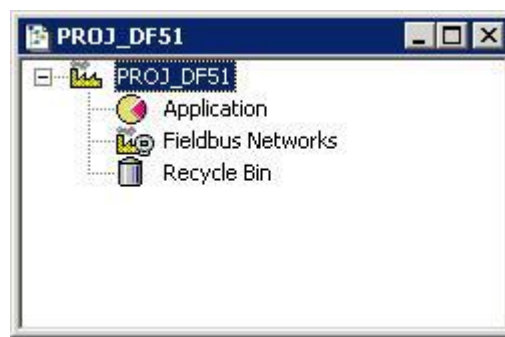 PROJ_DF51
PROJ_DF51
Application
Fieldbus Networks
Recycle Bin